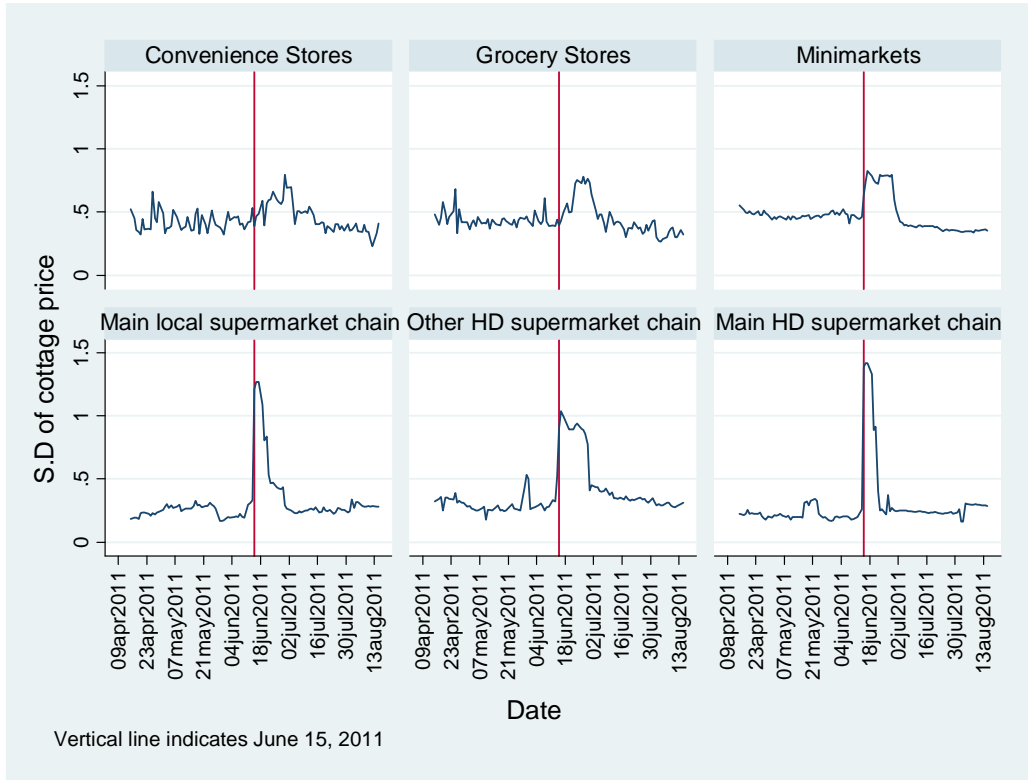 Convenience Stores
Grocery Stores
Minimarkets
0
.5
1
1.5
Main local supermarket chain
Other HD supermarket chain
Main HD supermarket chain
0
.5
1
1.5
S.D of cottage price
09apr2011
23apr2011
07may2011
21may2011
04jun2011
18jun2011
02jul2011
16jul2011
30jul2011
13aug2011
09apr2011
23apr2011
07may2011
21may2011
04jun2011
18jun2011
02jul2011
16jul2011
30jul2011
13aug2011
09apr2011
23apr2011
07may2011
21may2011
04jun2011
18jun2011
02jul2011
16jul2011
30jul2011
13aug2011
Date
Vertical line indicates June 15, 2011